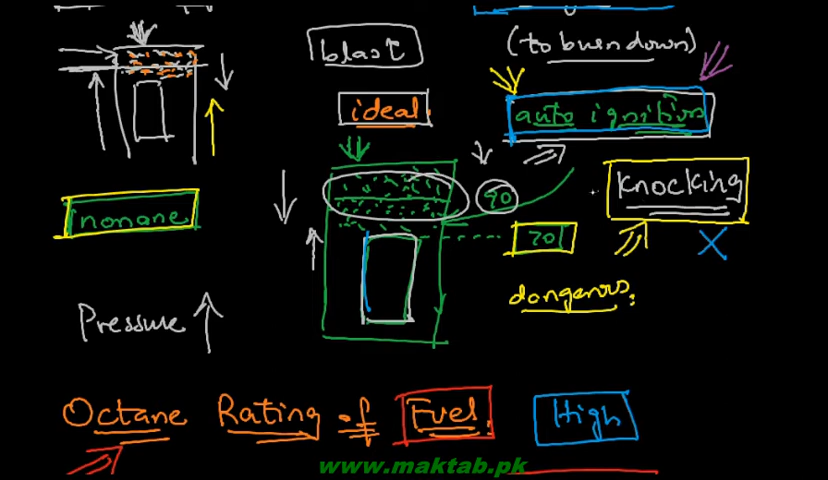 blast
(to burn down)
ideal
auto ignition
90
Knocking
nonane
70
dangerous.
Pressure
Octane Rating of Fuel. High
www.maktab.pk